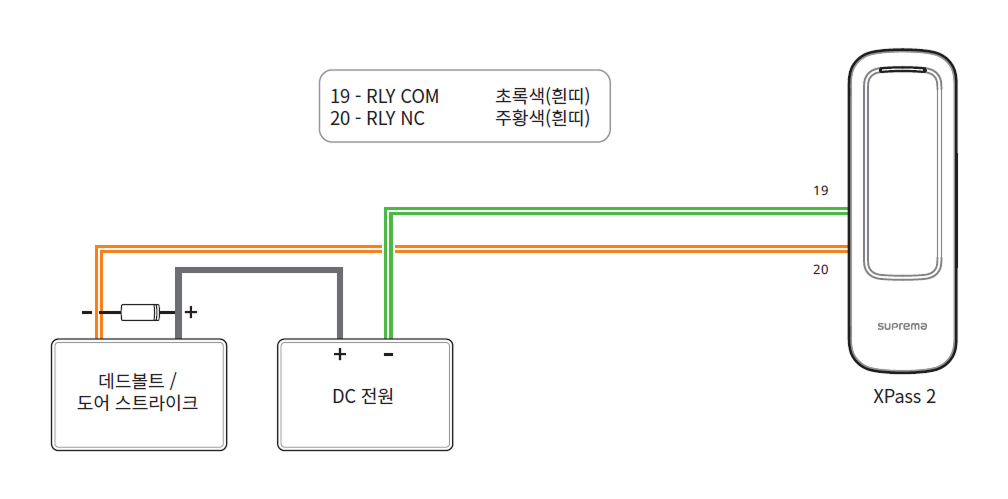 19 - RLY COM 초록색(흰띠)
20 - RLY NC 주황색(흰띠)
19
20
- +
+ -
데드볼트 /
도어 스트라이크
DC 전원
suprema
XPass 2